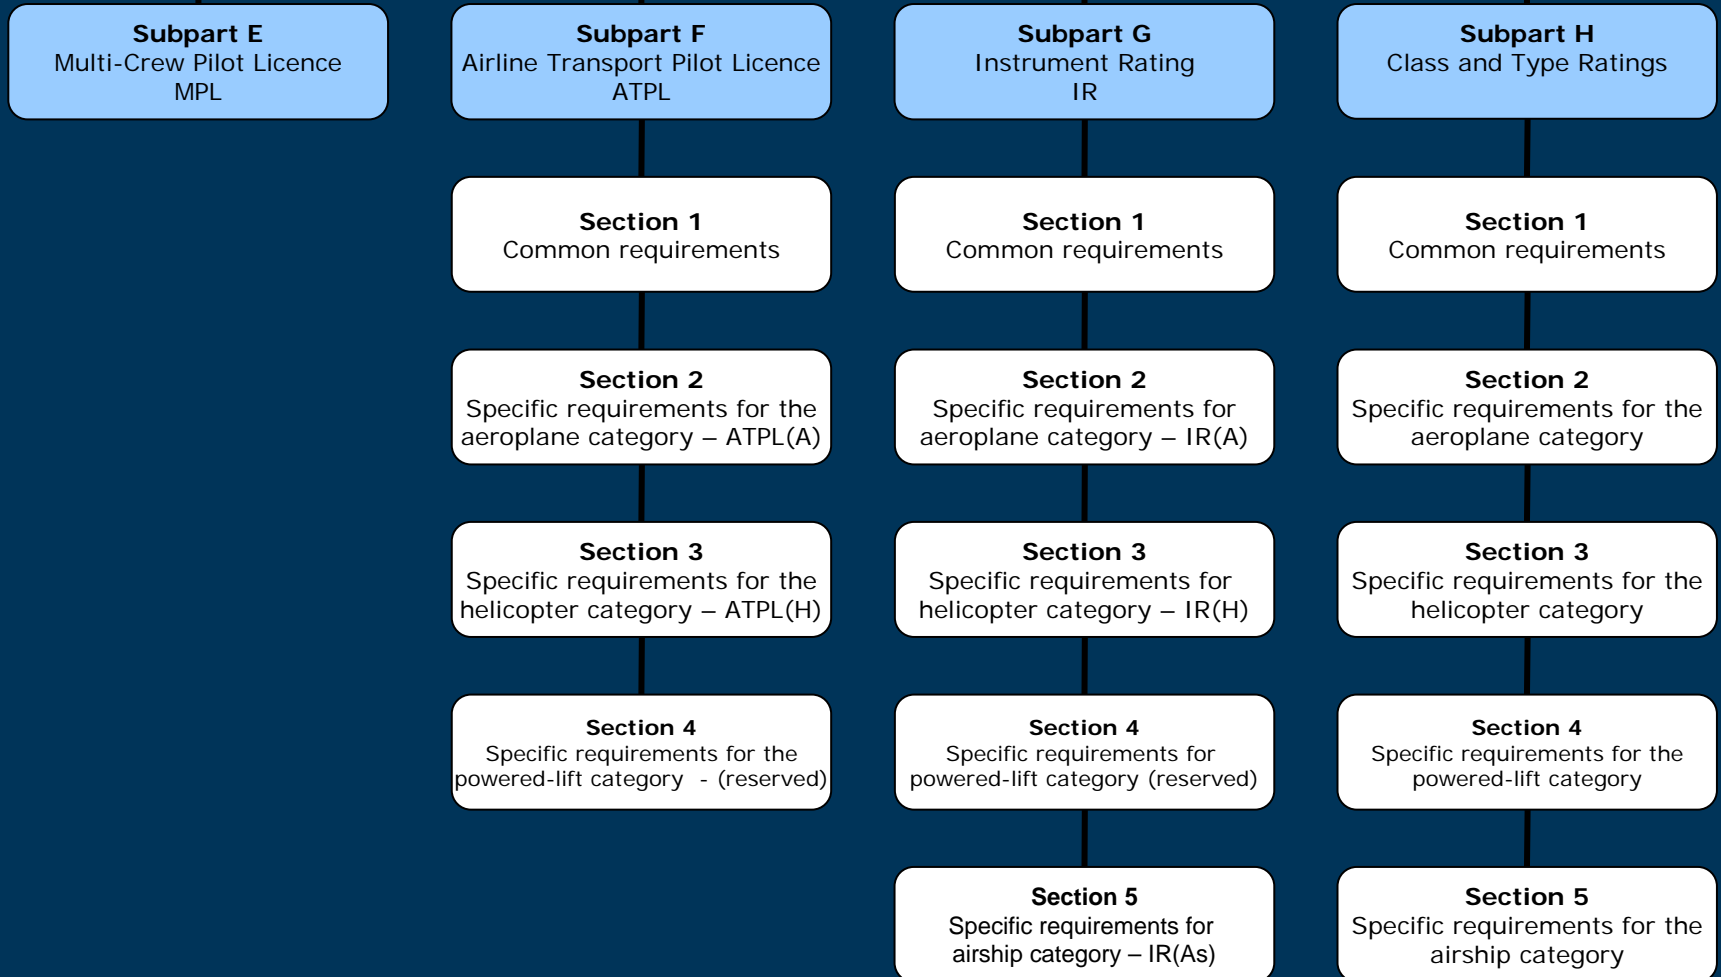 Subpart E
Multi-Crew Pilot Licence
MPL
Subpart F
Airline Transport Pilot Licence
ATPL
Subpart G
Instrument Rating
IR
Subpart H
Class and Type Ratings
Section 1
Common requirements
Section 1
Common requirements
Section 1
Common requirements
Section 2
Specific requirements for the
aeroplane category – ATPL(A)
Section 2
Specific requirements for
aeroplane category – IR(A)
Section 2
Specific requirements for the
aeroplane category
Section 3
Specific requirements for the
helicopter category – ATPL(H)
Section 3
Specific requirements for
helicopter category – IR(H)
Section 3
Specific requirements for the
helicopter category
Section 4
Specific requirements for the
powered-lift category - (reserved)
Section 4
Specific requirements for
powered-lift category (reserved)
Section 4
Specific requirements for the
powered-lift category
Section 5
Specific requirements for
airship category – IR(As)
Section 5
Specific requirements for the
airship category